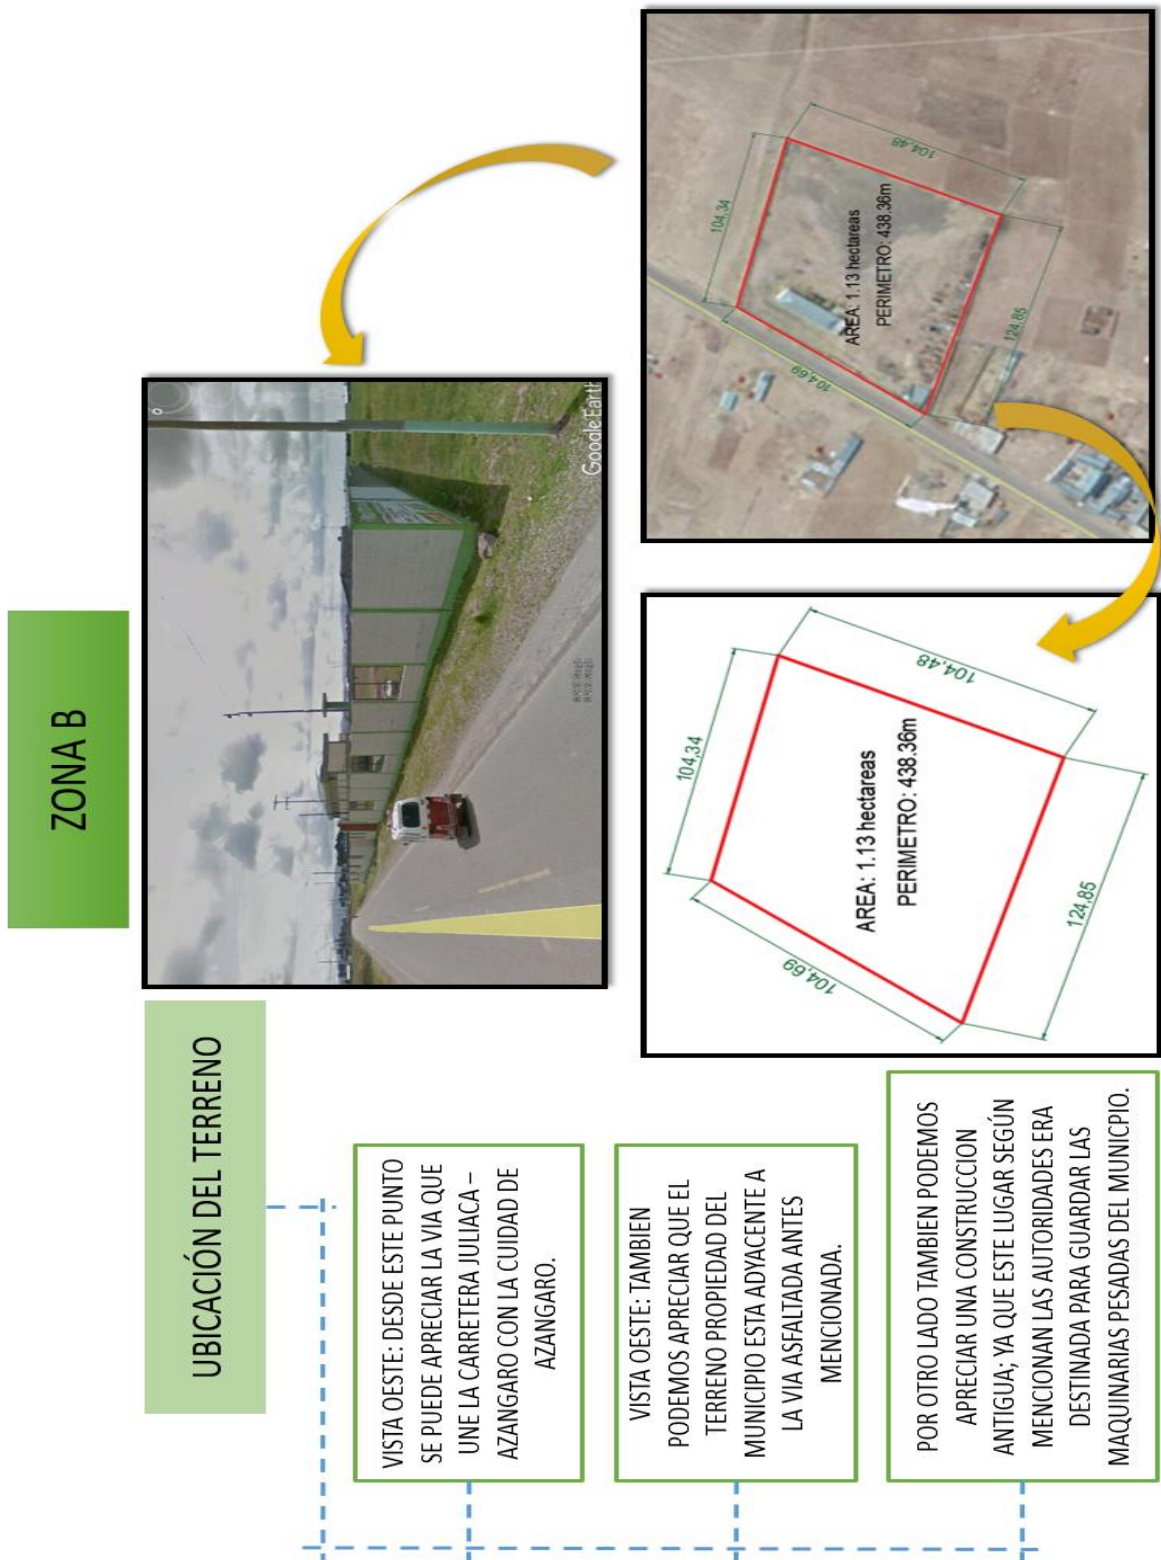 ZONA B
UBICACIÓN DEL TERRENO
VISTA OESTE: DESDE ESTE PUNTO
SE PUEDE APRECIAR LA VIA QUE
UNE LA CARRETERA JULIACA –
AZANGARO CON LA CUIDAD DE
AZANGARO.
VISTA OESTE: TAMBIEN
PODEMOS APRECIAR QUE EL
TERRENO PROPIEDAD DEL
MUNICIPIO ESTA ADYACENTE A
LA VIA ASFALTADA ANTES
MENCIONADA.
POR OTRO LADO TAMBIEN PODEMOS
APRECIAR UNA CONSTRUCCION
ANTIGUA; YA QUE ESTE LUGAR SEGÚN
MENCIONAN LAS AUTORIDADES ERA
DESTINADA PARA GUARDAR LAS
MAQUINARIAS PESADAS DEL MUNICPIO.
Google Earth
104,34
104,48
104,69
124,85
AREA: 1.13 hectareas
PERIMETRO: 438.36m
104,34
104,48
104,69
124,85
AREA: 1.13 hectareas
PERIMETRO: 438.36m